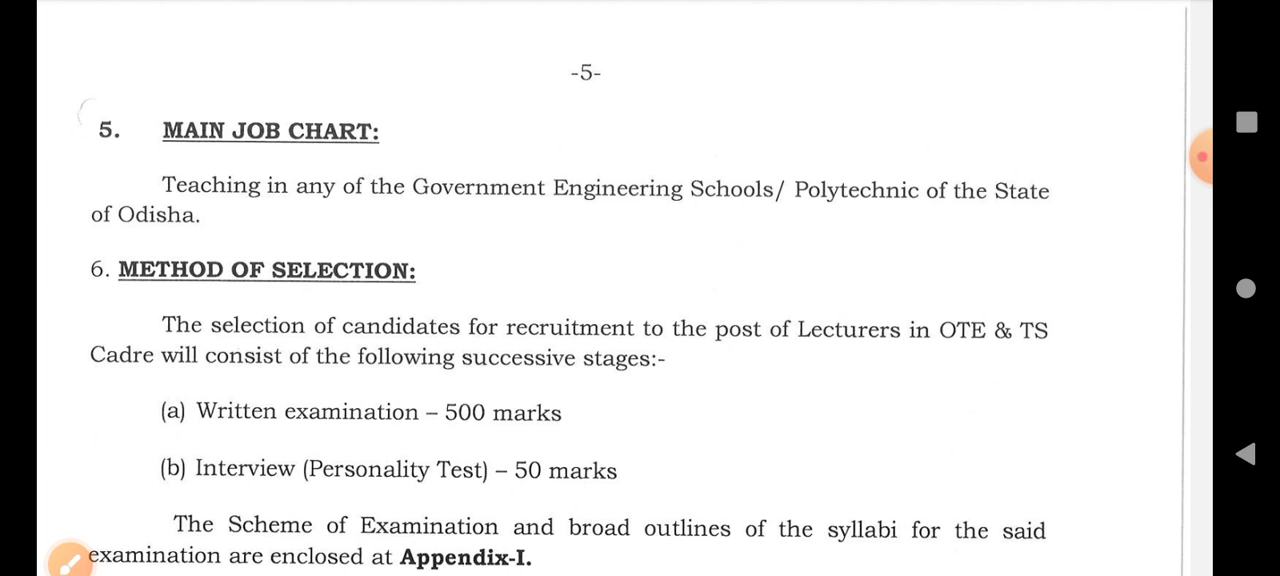 -5-
5. MAIN JOB CHART:
Teaching in any of the Government Engineering Schools/ Polytechnic of the State
of Odisha.
6. METHOD OF SELECTION:
The selection of candidates for recruitment to the post of Lecturers in OTE & TS
Cadre will consist of the following successive stages:-
(a) Written examination – 500 marks
(b) Interview (Personality Test) – 50 marks
The Scheme of Examination and broad outlines of the syllabi for the said
examination are enclosed at Appendix-I.